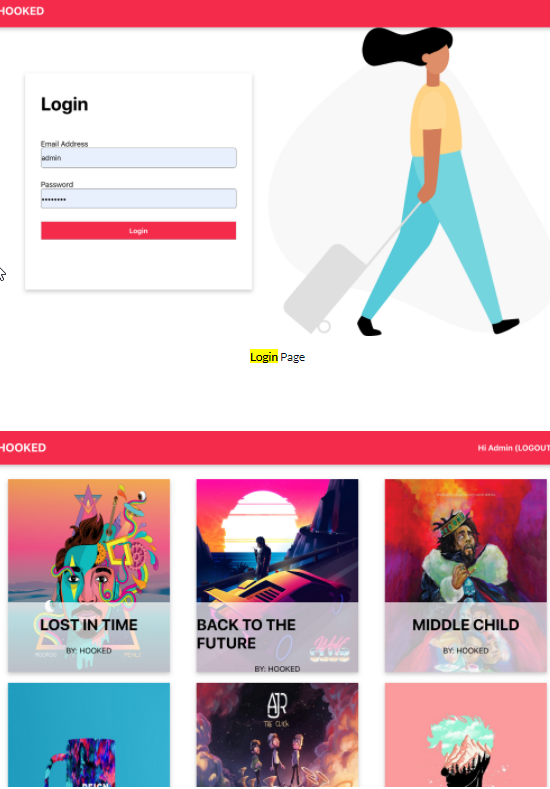 HOOKED
Login
Email Address
admin
Password
••••••••
Login
Login Page
HOOKED
Hi Admin (LOGOUT
LOST IN TIME
BY: HOOKED
BACK TO THE
FUTURE
BY: HOOKED
MIDDLE CHILD
BY: HOOKED
AJR
THE CLICK